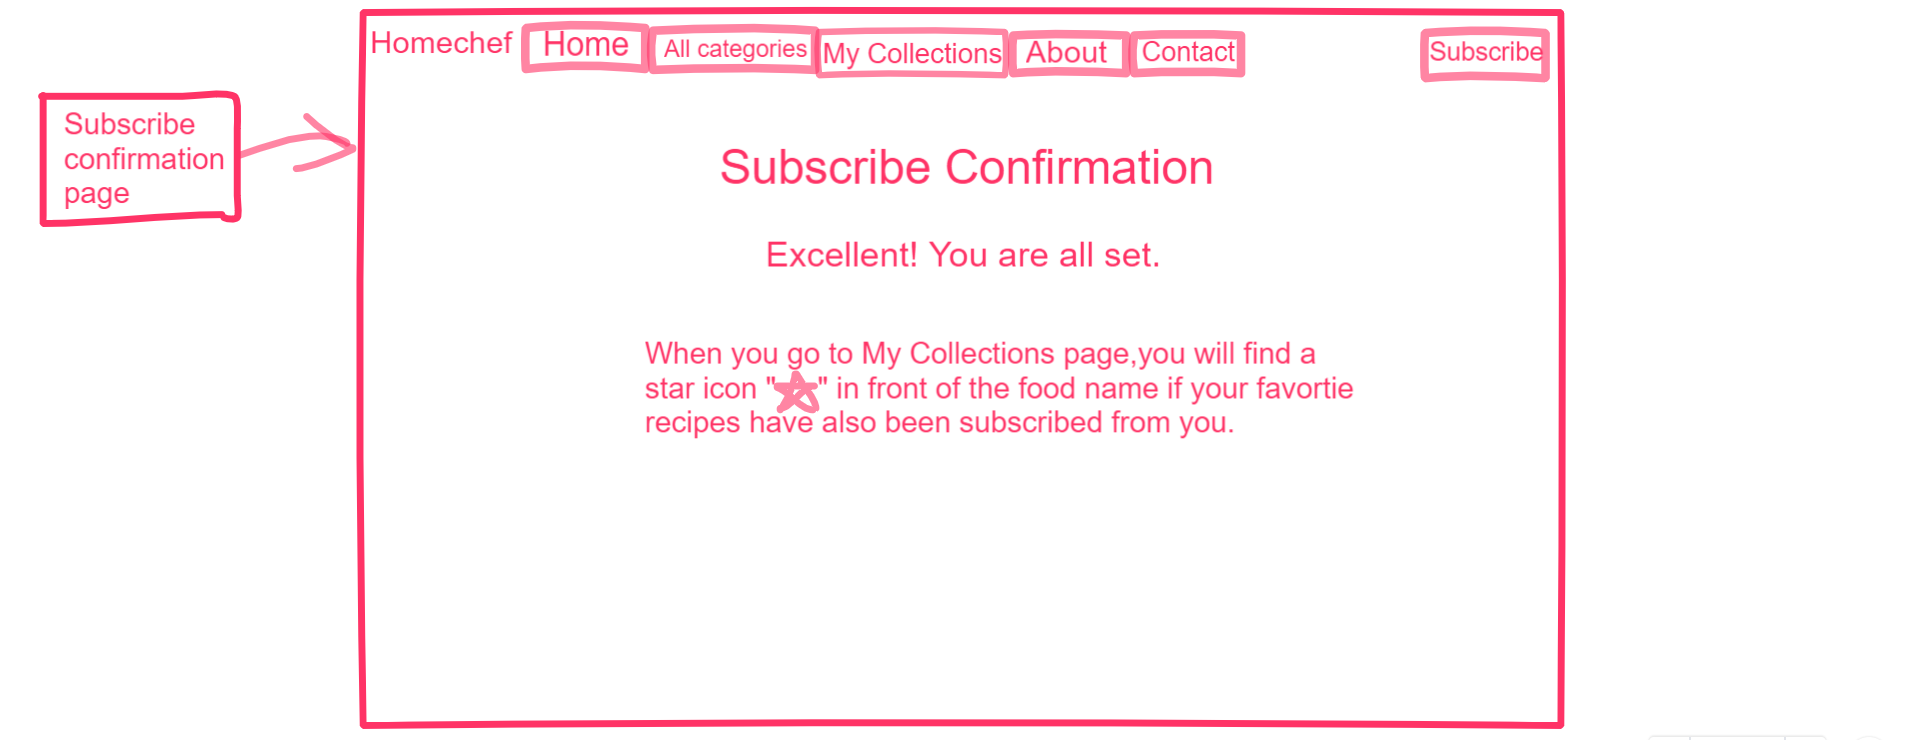 Homechef Home All categories My Collections About Contact Subscribe
Subscribe
confirmation
page
Subscribe Confirmation
Excellent! You are all set.
When you go to My Collections page,you will find a
star icon "" in front of the food name if your favortie
recipes have also been subscribed from you.